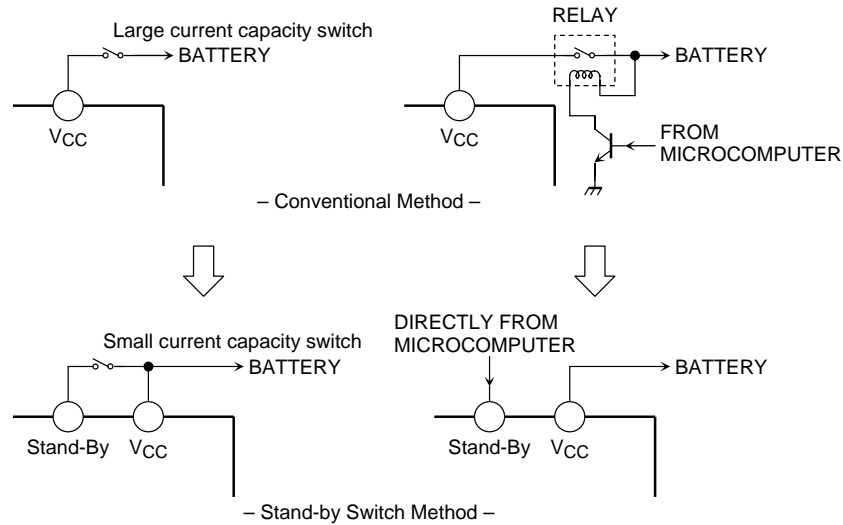 Large current capacity switch
BATTERY
VCC
RELAY
BATTERY
VCC
FROM
MICROCOMPUTER
– Conventional Method –
Small current capacity switch
BATTERY
Stand-By VCC
DIRECTLY FROM
MICROCOMPUTER
BATTERY
Stand-By VCC
– Stand-by Switch Method –